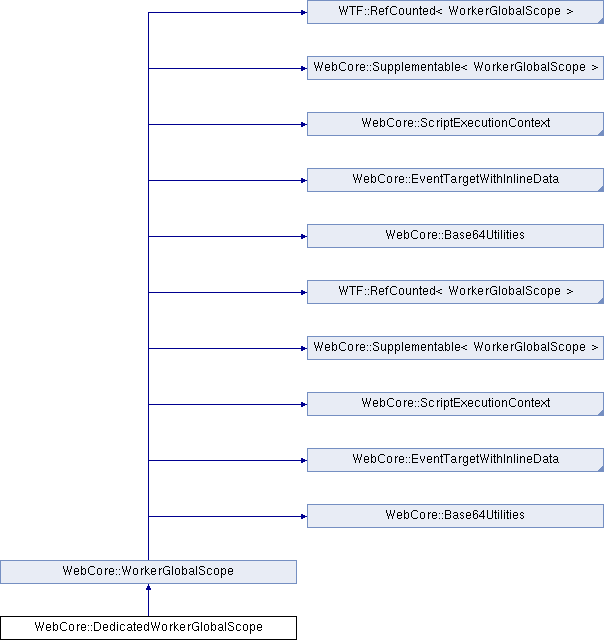 WTF::RefCounted< WorkerGlobalScope >
WebCore::Supplementable< WorkerGlobalScope >
WebCore::ScriptExecutionContext
WebCore::EventTargetWithInlineData
WebCore::Base64Utilities
WTF::RefCounted< WorkerGlobalScope >
WebCore::Supplementable< WorkerGlobalScope >
WebCore::ScriptExecutionContext
WebCore::EventTargetWithInlineData
WebCore::Base64Utilities
WebCore::WorkerGlobalScope
WebCore::DedicatedWorkerGlobalScope